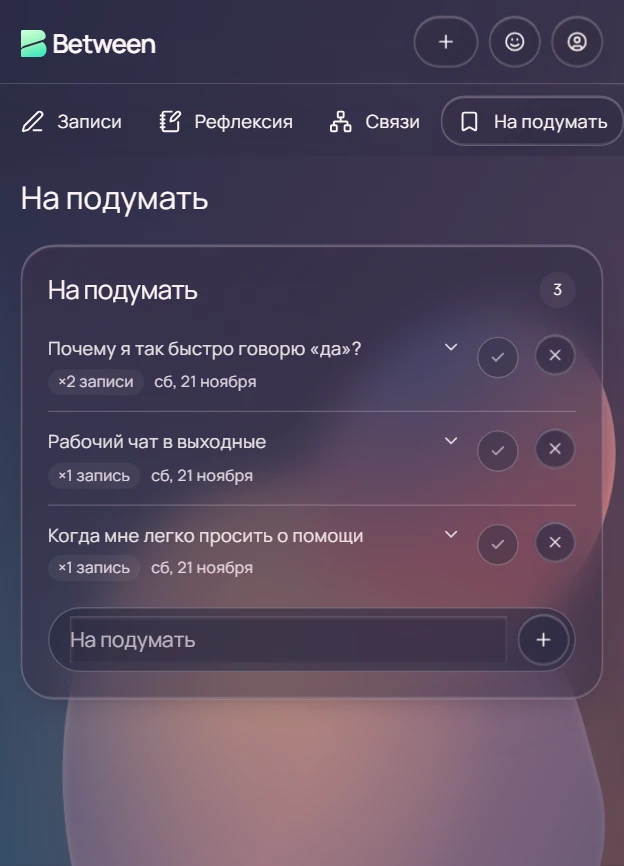 Between
Записи Рефлексия Связи На подумать
На подумать
На подумать 3
Почему я так быстро говорю «да»?
×2 записи сб, 21 ноября
Рабочий чат в выходные
×1 запись сб, 21 ноября
Когда мне легко просить о помощи
×1 запись сб, 21 ноября
На подумать